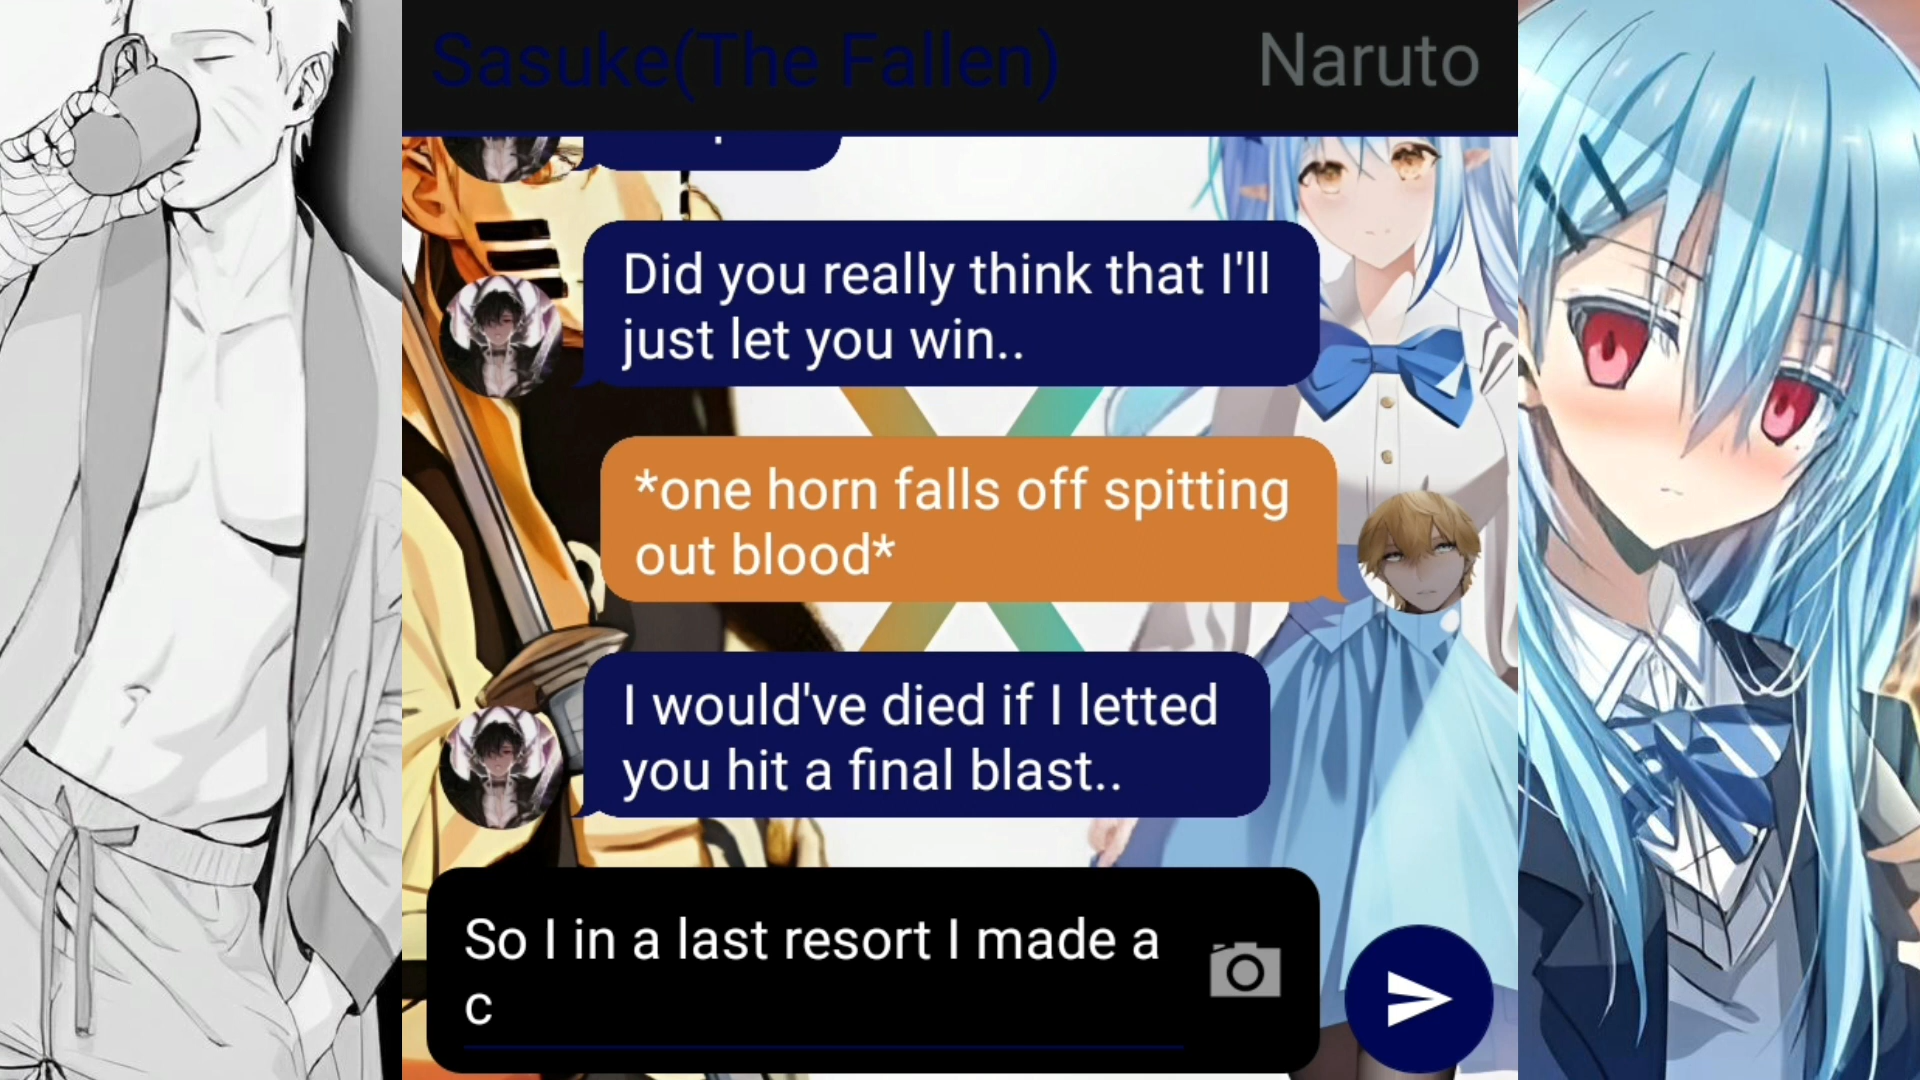 Sasuke(The Fallen)
Naruto
Did you really think that I'll
just let you win..
*one horn falls off spitting
out blood*
I would've died if I letted
you hit a final blast..
So I in a last resort I made a
c